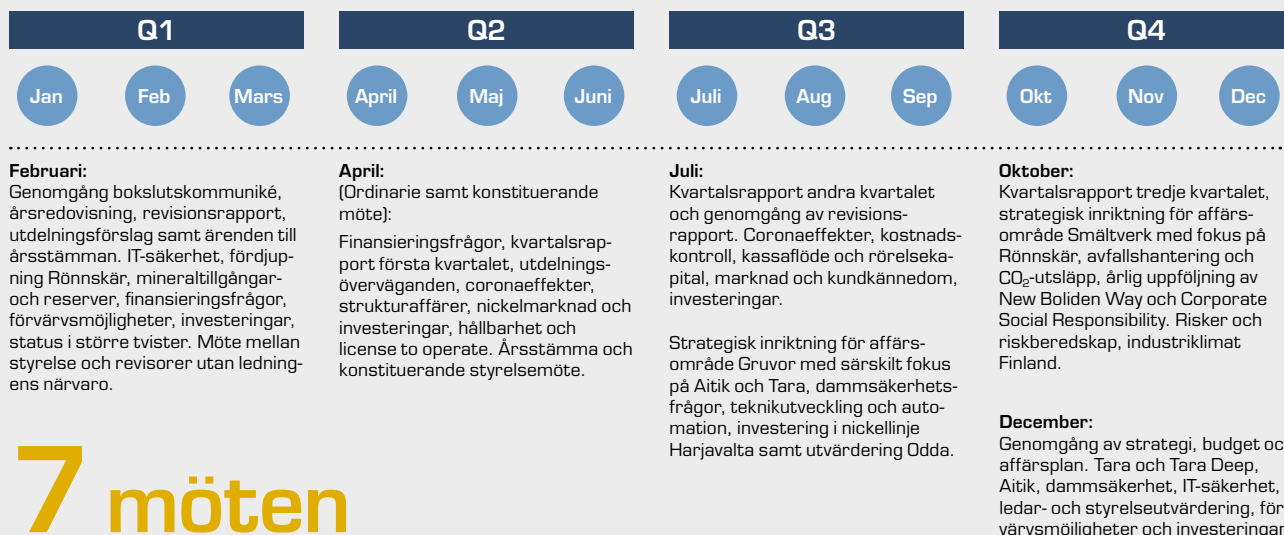 Q1
Q2
Q3
Q4
Jan
Feb
Mars
April
Maj
Juni
Juli
Aug
Sep
Okt
Nov
Dec
Februari:
Genomgång bokslutskommuniké,
årsredovisning, revisionsrapport,
utdelningsförslag samt ärenden till
årsstämman. IT-säkerhet, fördjup-
ning Rönnskär, mineraltillgångar-
och reserver, finansieringsfrågor,
förvärvsmöjligheter, investeringar,
status i större tvister. Möte mellan
styrelse och revisorer utan ledning-
ens närvaro.
7 möten
April:
(Ordinarie samt konstituerande
möte):
Finansieringsfrågor, kvartalsrap-
port första kvartalet, utdelnings-
överväganden, coronaeffekter,
strukturaffärer, nickelmarknad och
investeringar, hållbarhet och
license to operate. Årsstämma och
konstituerande styrelsemöte.
Juli:
Kvartalsrapport andra kvartalet
och genomgång av revisions-
rapport. Coronaeffekter, kostnads-
kontroll, kassaflöde och rörelseka-
pital, marknad och kundkännedom,
investeringar.
Strategisk inriktning för affärs-
område Gruvor med särskilt fokus
på Aitik och Tara, dammsäkerhets-
frågor, teknikutveckling och auto-
mation, investering i nickellinje
Harjavalta samt utvärdering Odda.
Oktober:
Kvartalsrapport tredje kvartalet,
strategisk inriktning för affärs-
område Smältverk med fokus på
Rönnskär, avfallshantering och
CO₂-utsläpp, årlig uppföljning av
New Boliden Way och Corporate
Social Responsibility. Risker och
riskberedskap, industriklimat
Finland.
December:
Genomgång av strategi, budget oc
affärsplan. Tara och Tara Deep,
Aitik, dammsäkerhet, IT-säkerhet,
ledar- och styrelseutvärdering, för
värvsmöjligheter och investeringar